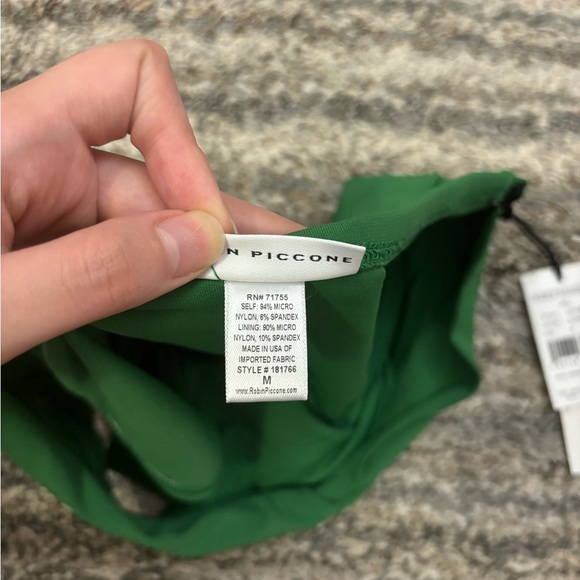 N PICCONE
RN# 71755
SELF: 94% MICRO
NYLON, 6% SPANDEX
LINING: 90% MICRO
NYLON, 10% SPANDEX
MADE IN USA OF
IMPORTED FABRIC
STYLE # 181766
M
www.RobinPiccone.com